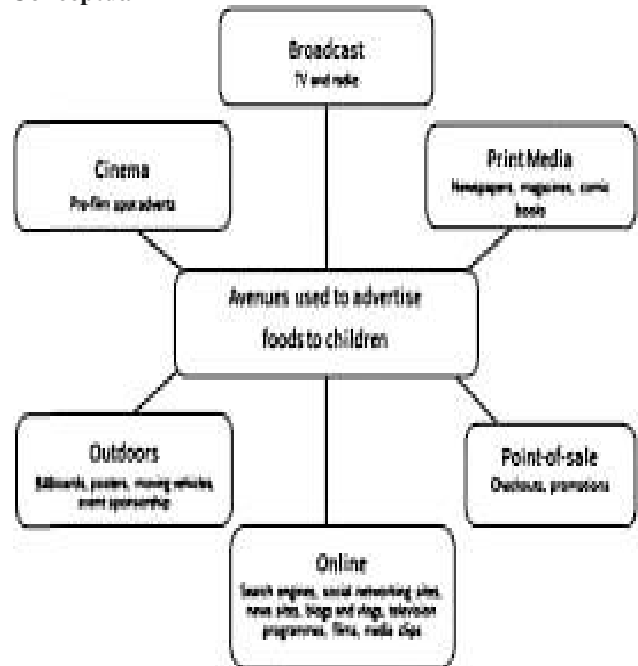 Broadcast
TV and radio
Cinema
Pre-film spot adverts
Print Media
Newspapers, magazines, comic
books
Avenues used to advertise
foods to children
Outdoors
Billboards, posters, moving vehicles,
event sponsorship
Point-of-sale
Checkouts, promotions
Online
Search engines, social networking sites,
news sites, blogs and vlogs, television
programmes, films, media clips